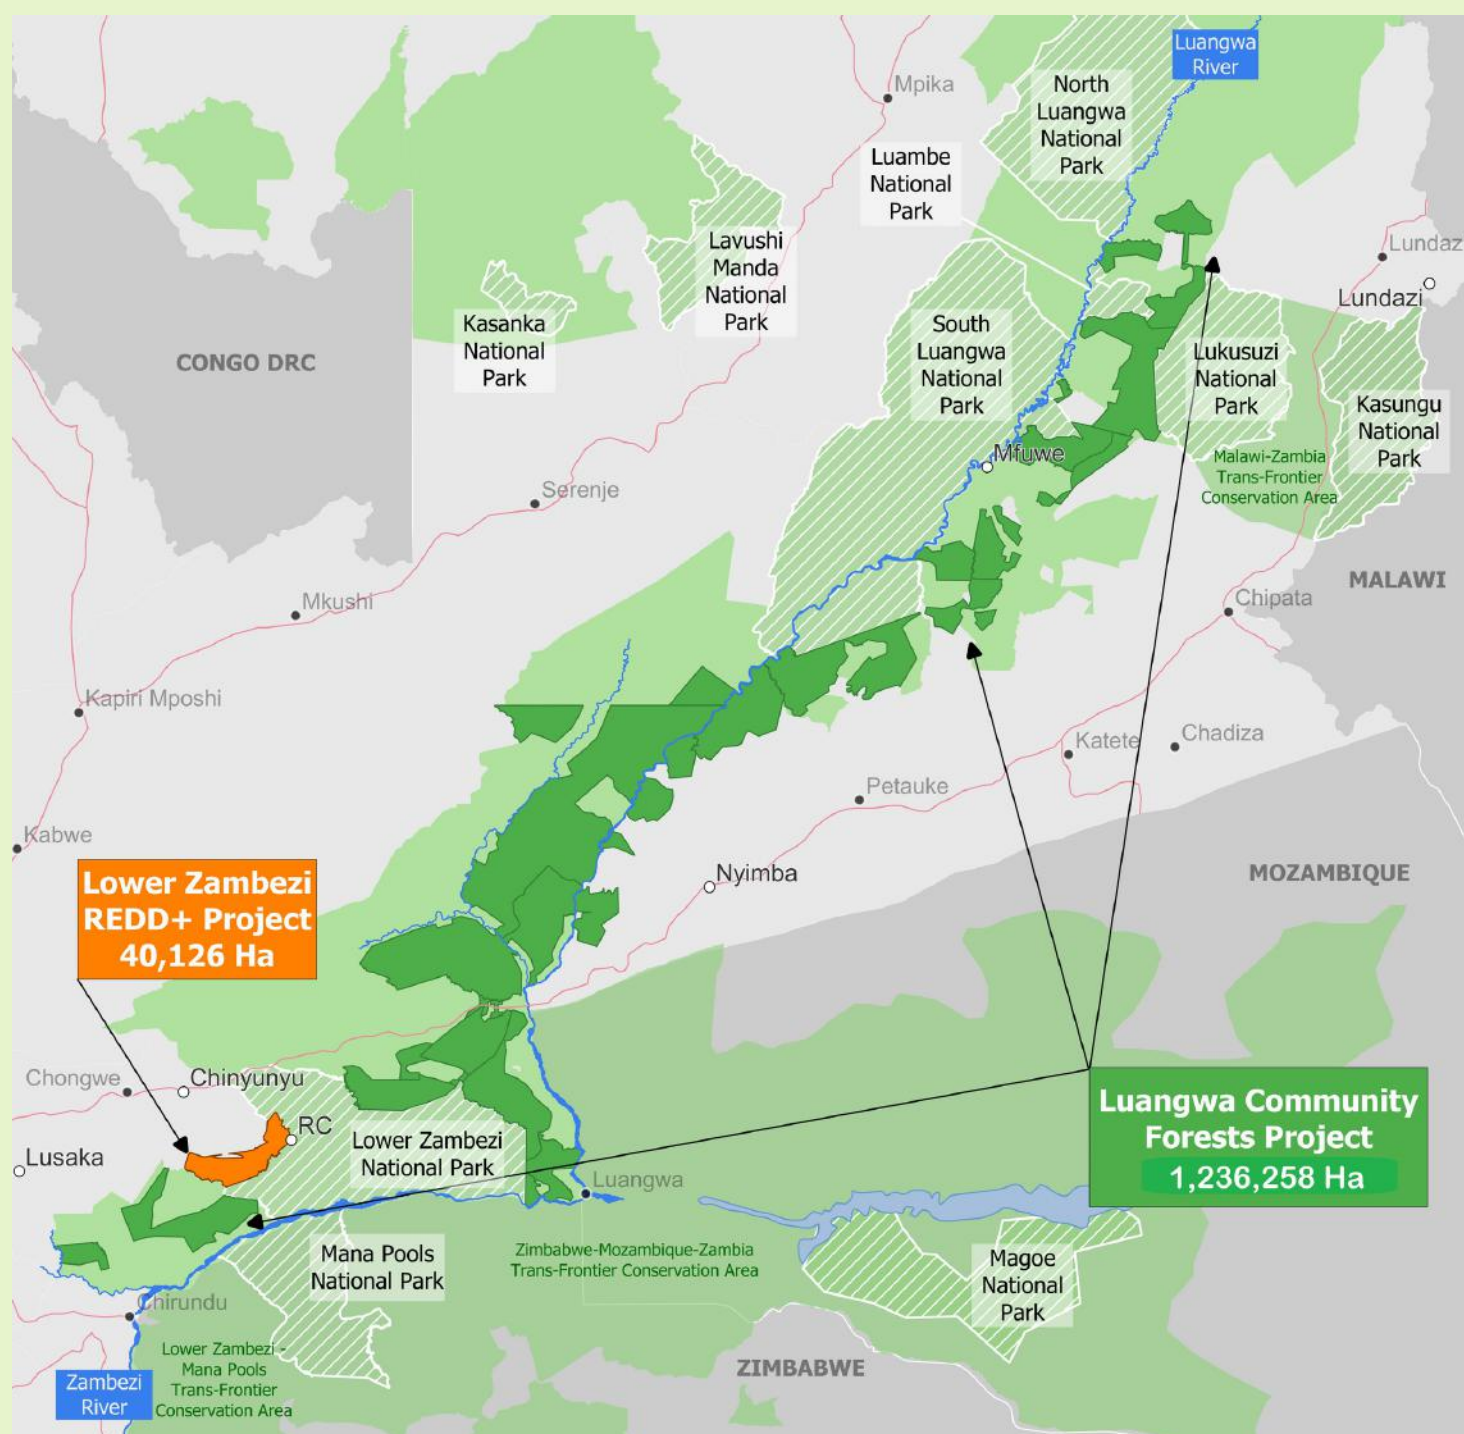 Luangwa
River
Mpika
North
Luangwa
National
Park
Luambe
National
Park
Lavushi
Manda
National
Park
Lundaz
Lundazi
Kasanka
National
Park
South
Luangwa
National
Park
CONGO DRC
Lukusuzi
National
Park
Kasungu
National
Park
Mfuwe
Malawi-Zambia
Trans-Frontier
Conservation Area
Serenje
MALAWI
Mkushi
Chipata
Kapiri Mposhi
Katete
Chadiza
Petauke
Kabwe
Nyimba
MOZAMBIQUE
Lower Zambezi
REDD+ Project
40,126 Ha
Chongwe
Chinyunyu
RC
Lusaka
Lower Zambezi
National Park
Luangwa
Luangwa Community
Forests Project
1,236,258 Ha
Mana Pools
National Park
Zimbabwe-Mozambique-Zambia
Trans-Frontier Conservation Area
Magoe
National
Park
Chirundu
Lower Zambezi -
Mana Pools
Trans-Frontier
Conservation Area
ZIMBABWE
Zambezi
River